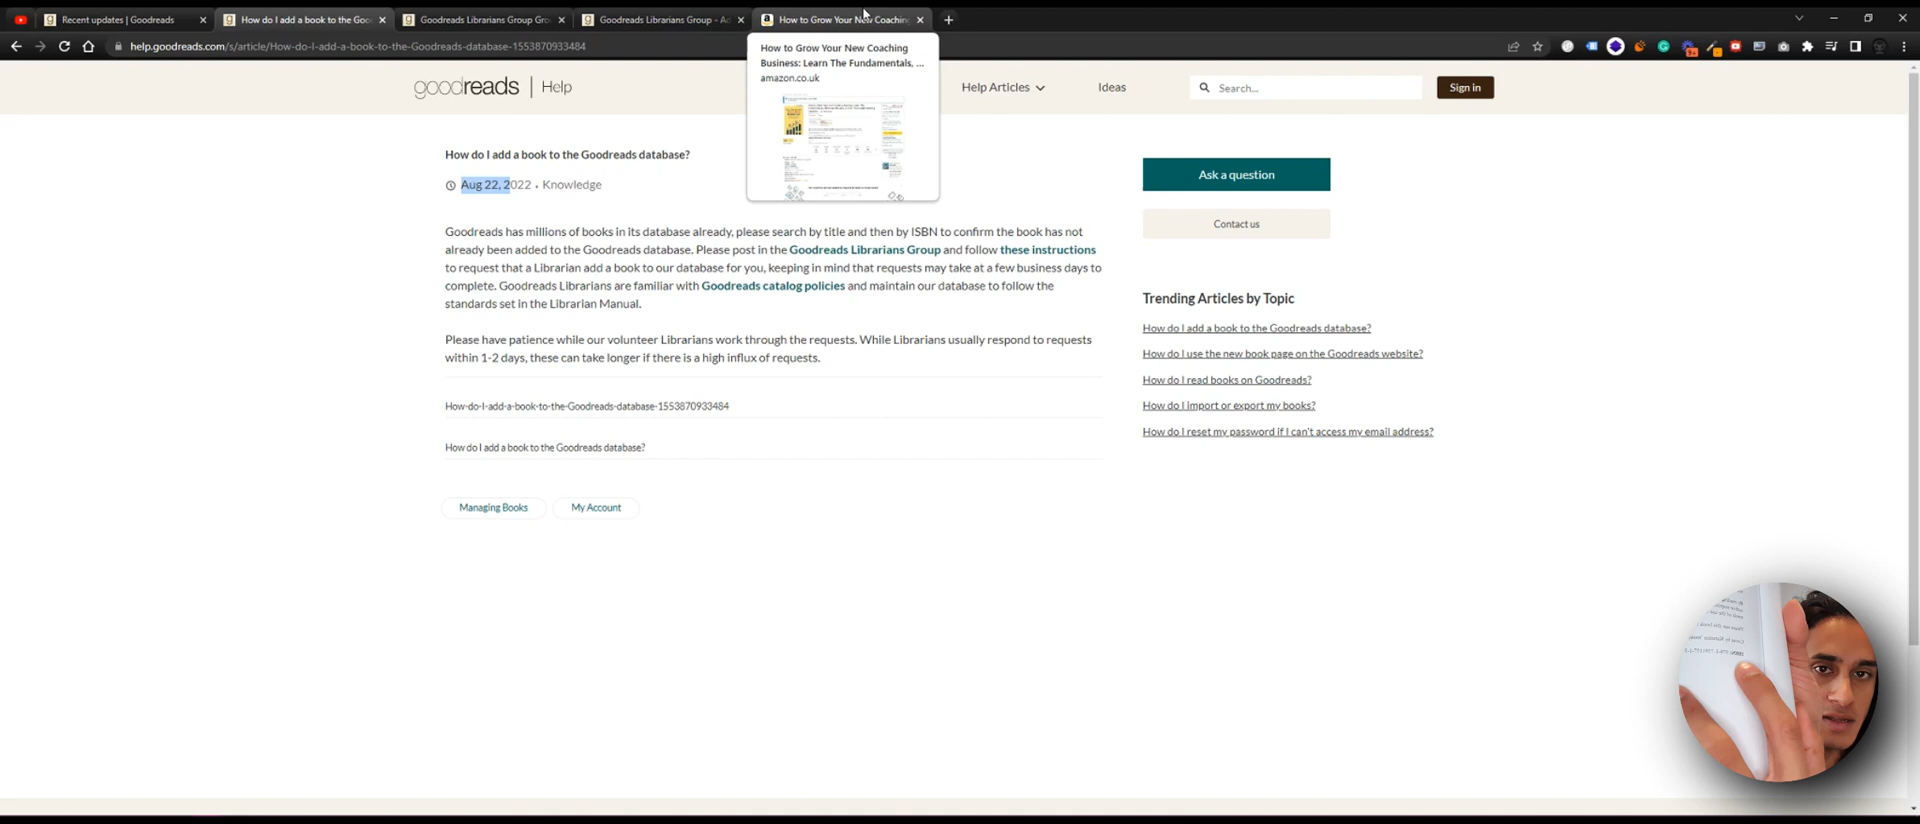 Recent updates | Goodreads
How do I add a book to the Goo
Goodreads Librarians Group Gro
Goodreads Librarians Group - Ad
How to Grow Your New Coaching
help.goodreads.com/s/article/How-do-I-add-a-book-to-the-Goodreads-database-1553870933484
How to Grow Your New Coaching
Business: Learn The Fundamentals, ...
amazon.co.uk
goodreads | Help
Help Articles
Ideas
Search...
Sign in
How do I add a book to the Goodreads database?
Aug 22, 2022 • Knowledge
Goodreads has millions of books in its database already, please search by title and then by ISBN to confirm the book has not
already been added to the Goodreads database. Please post in the Goodreads Librarians Group and follow these instructions
to request that a Librarian add a book to our database for you, keeping in mind that requests may take at a few business days to
complete. Goodreads Librarians are familiar with Goodreads catalog policies and maintain our database to follow the
standards set in the Librarian Manual.
Please have patience while our volunteer Librarians work through the requests. While Librarians usually respond to requests
within 1-2 days, these can take longer if there is a high influx of requests.
How-do-I-add-a-book-to-the-Goodreads-database-1553870933484
How do I add a book to the Goodreads database?
Managing Books
My Account
Ask a question
Contact us
Trending Articles by Topic
How do I add a book to the Goodreads database?
How do I use the new book page on the Goodreads website?
How do I read books on Goodreads?
How do I import or export my books?
How do I reset my password if I can't access my email address?